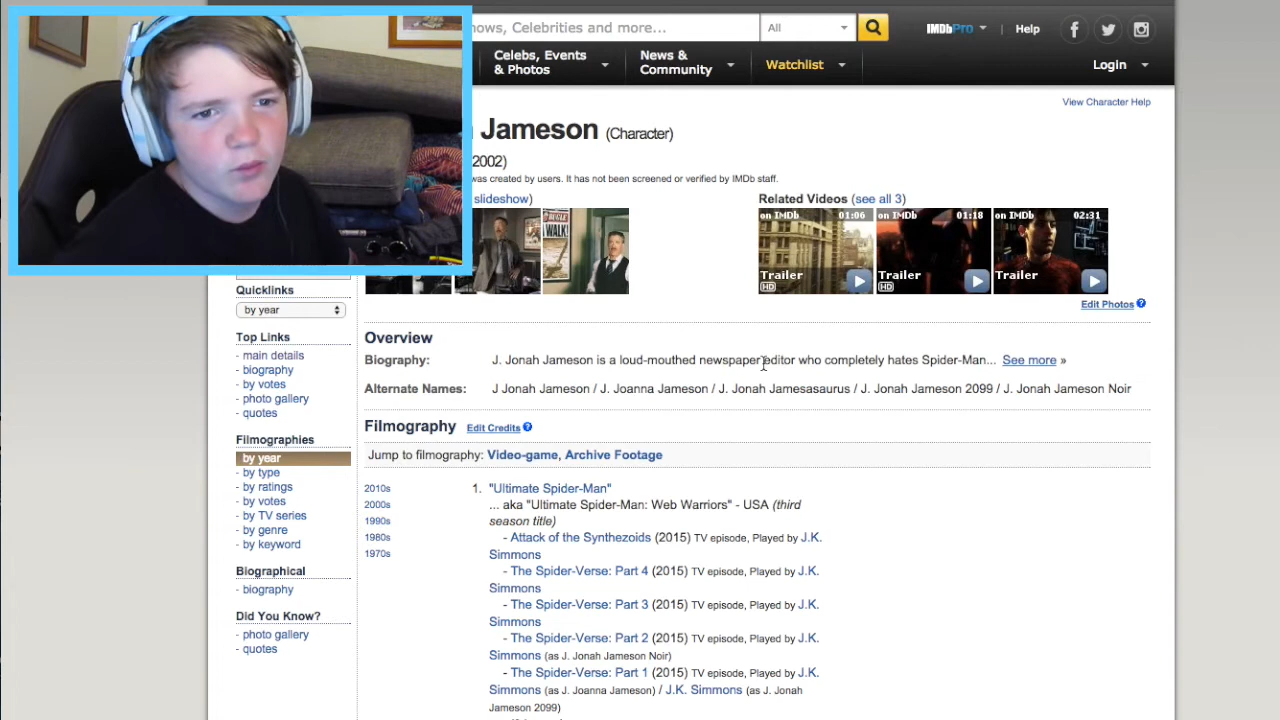 ows, Celebrities and more...
All
IMDbPro
Help
Celebs, Events
& Photos
News &
Community
Watchlist
Login
View Character Help
Jameson (Character)
2002)
was created by users. It has not been screened or verified by IMDb staff.
slideshow)
Related Videos (see all 3)
BUGLE
WALK!
on IMDb 01:06
Trailer
HD
on IMDb 01:18
Trailer
HD
on IMDb 02:31
Trailer
Edit Photos
Quicklinks
by year
Top Links
- main details
- biography
- by votes
- photo gallery
- quotes
Filmographies
by year
- by type
- by ratings
- by votes
- by TV series
- by genre
- by keyword
Biographical
- biography
Did You Know?
- photo gallery
- quotes
Overview
Biography: J. Jonah Jameson is a loud-mouthed newspaper editor who completely hates Spider-Man... See more »
Alternate Names: J Jonah Jameson / J. Joanna Jameson / J. Jonah Jamesasaurus / J. Jonah Jameson 2099 / J. Jonah Jameson Noir
Filmography Edit Credits
Jump to filmography: Video-game, Archive Footage
2010s
2000s
1990s
1980s
1970s
1. "Ultimate Spider-Man"
... aka "Ultimate Spider-Man: Web Warriors" - USA (third
season title)
- Attack of the Synthezoids (2015) TV episode, Played by J.K.
Simmons
- The Spider-Verse: Part 4 (2015) TV episode, Played by J.K.
Simmons
- The Spider-Verse: Part 3 (2015) TV episode, Played by J.K.
Simmons
- The Spider-Verse: Part 2 (2015) TV episode, Played by J.K.
Simmons (as J. Jonah Jameson Noir)
- The Spider-Verse: Part 1 (2015) TV episode, Played by J.K.
Simmons (as J. Joanna Jameson) / J.K. Simmons (as J. Jonah
Jameson 2099)